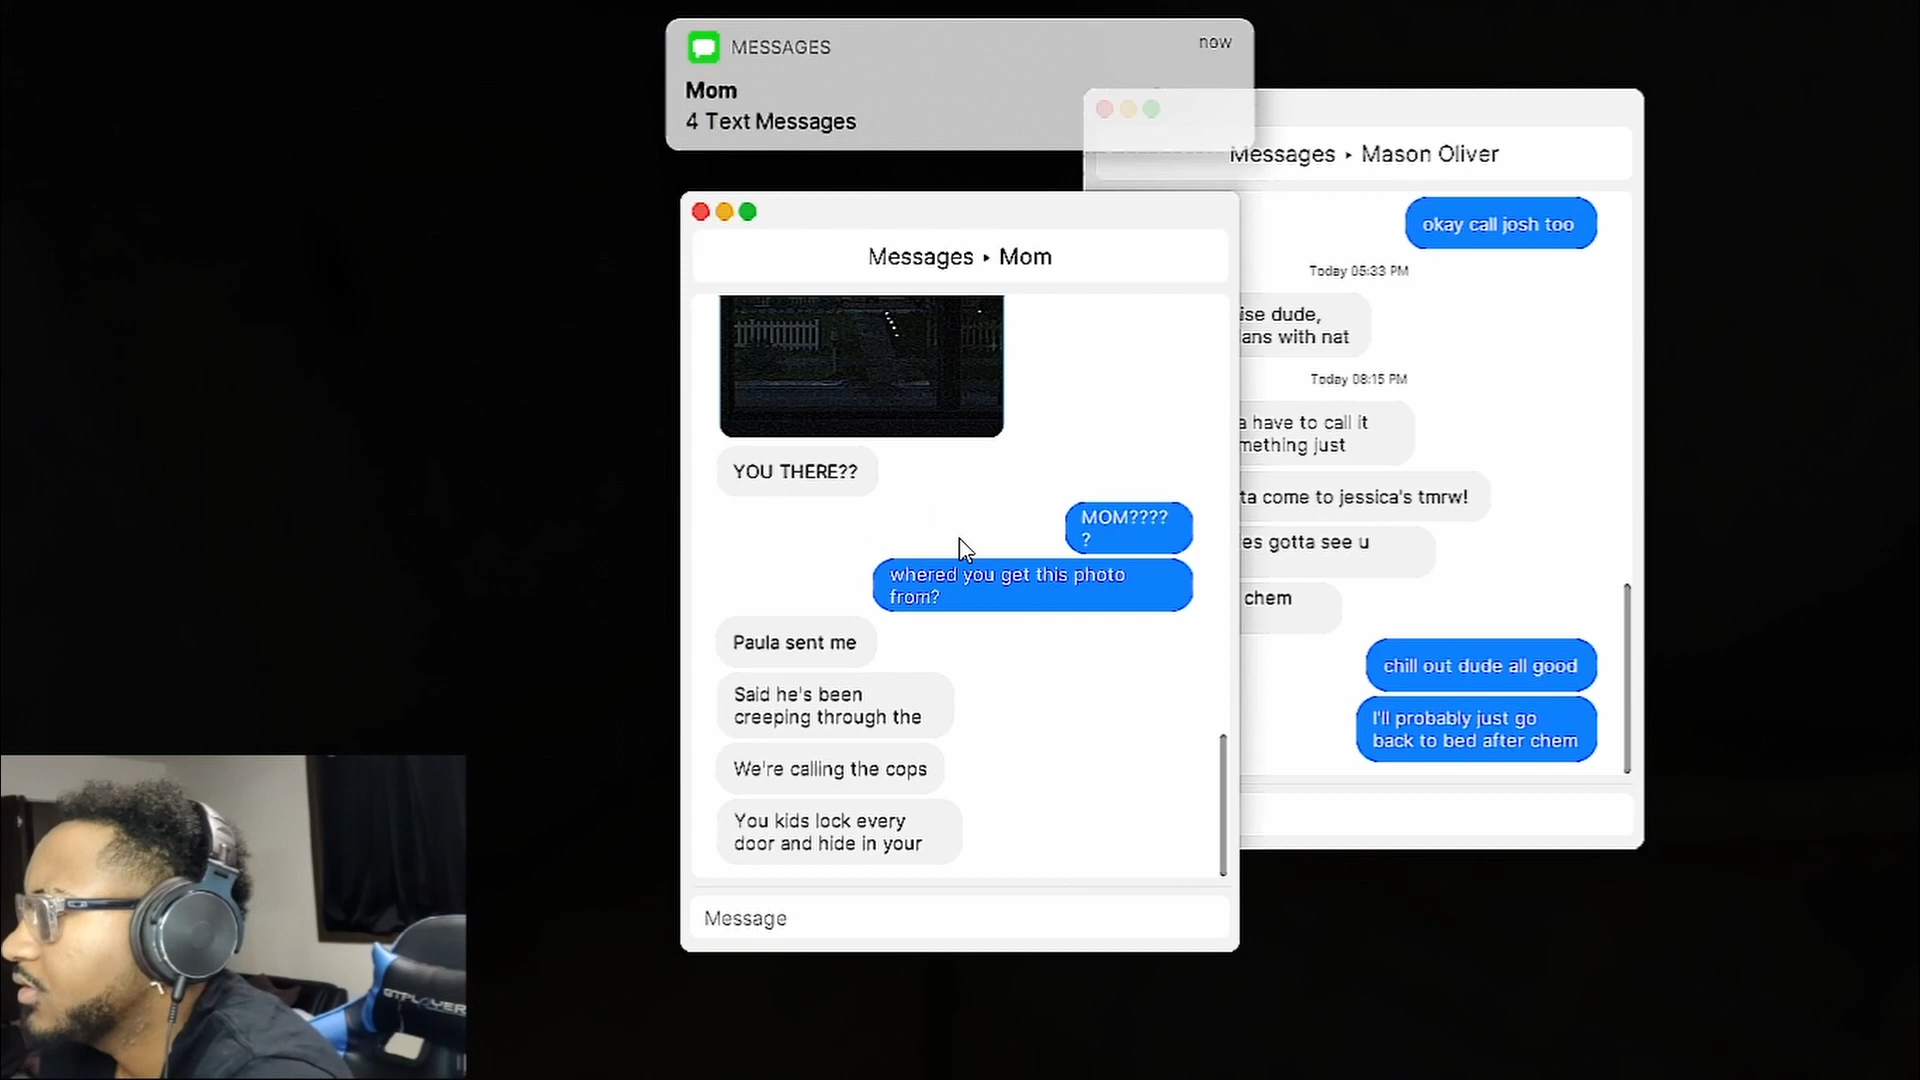 MESSAGES
now
Mom
4 Text Messages
Messages ▸ Mason Oliver
okay call josh too
Today 05:33 PM
ise dude,
ans with nat
Today 08:15 PM
a have to call it
mething just
ta come to jessica's tmrw!
es gotta see u
chem
chill out dude all good
I'll probably just go
back to bed after chem
Messages ▸ Mom
YOU THERE??
MOM????
?
whered you get this photo
from?
Paula sent me
Said he's been
creeping through the
We're calling the cops
You kids lock every
door and hide in your
Message
GTPLAYER